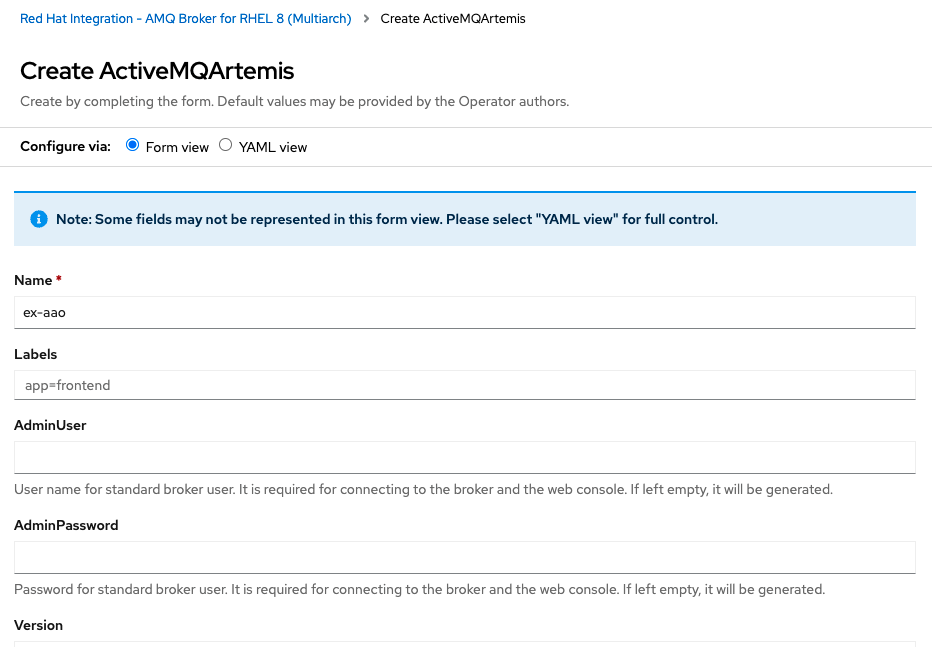 Red Hat Integration - AMQ Broker for RHEL 8 (Multiarch) > Create ActiveMQArtemis
Create ActiveMQArtemis
Create by completing the form. Default values may be provided by the Operator authors.
Configure via: Form view YAML view
Note: Some fields may not be represented in this form view. Please select "YAML view" for full control.
Name *
ex-aao
Labels
app=frontend
AdminUser
User name for standard broker user. It is required for connecting to the broker and the web console. If left empty, it will be generated.
AdminPassword
Password for standard broker user. It is required for connecting to the broker and the web console. If left empty, it will be generated.
Version